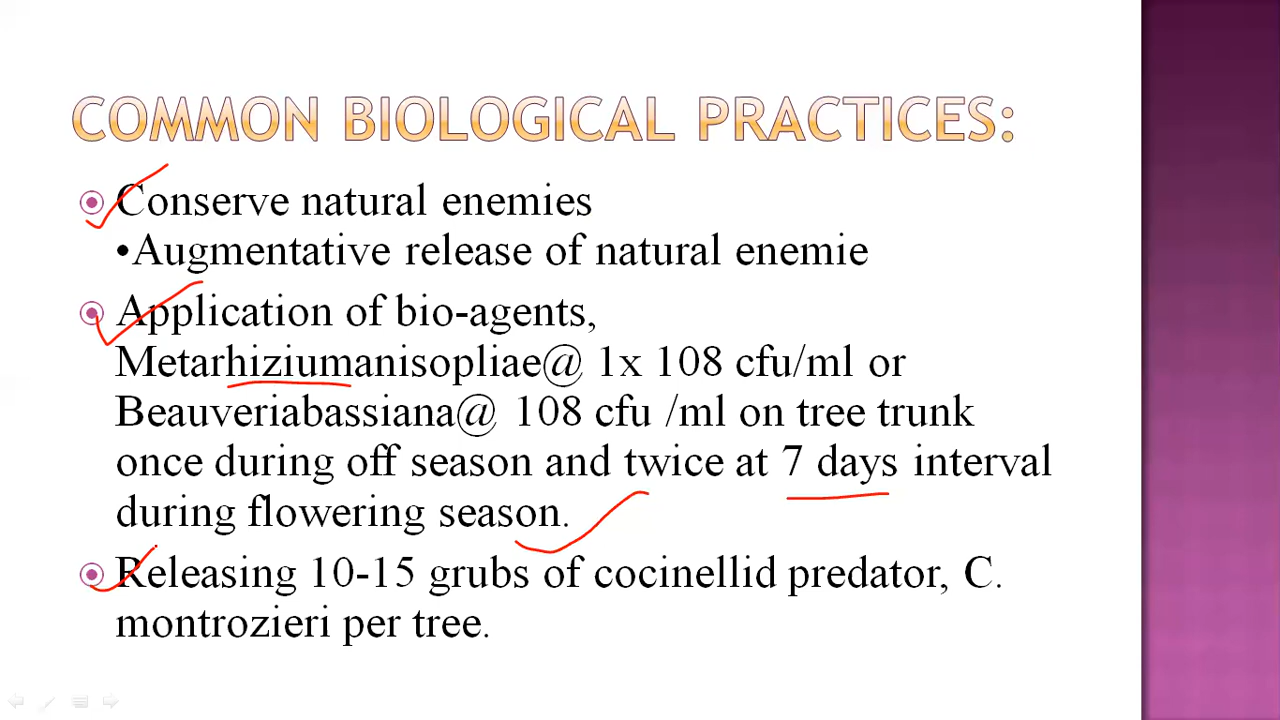 COMMON BIOLOGICAL PRACTICES:
Conserve natural enemies
•Augmentative release of natural enemie
Application of bio-agents,
Metarhiziumanisopliae@ 1x 108 cfu/ml or
Beauveriabassiana@ 108 cfu /ml on tree trunk
once during off season and twice at 7 days interval
during flowering season.
Releasing 10-15 grubs of cocinellid predator, C.
montrozieri per tree.